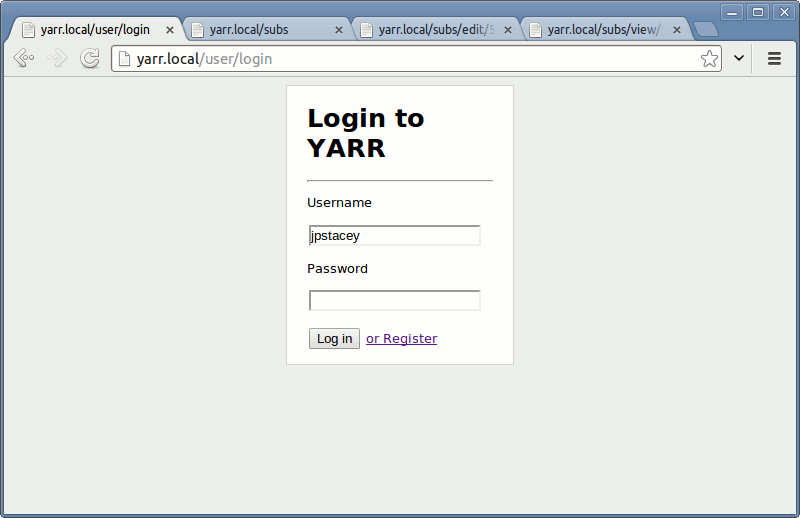 yarr.local/user/login
yarr.local/subs
yarr.local/subs/edit/5
yarr.local/subs/view/
yarr.local/user/login
Login to
YARR
Username
jpstacey
Password
Log in
or Register